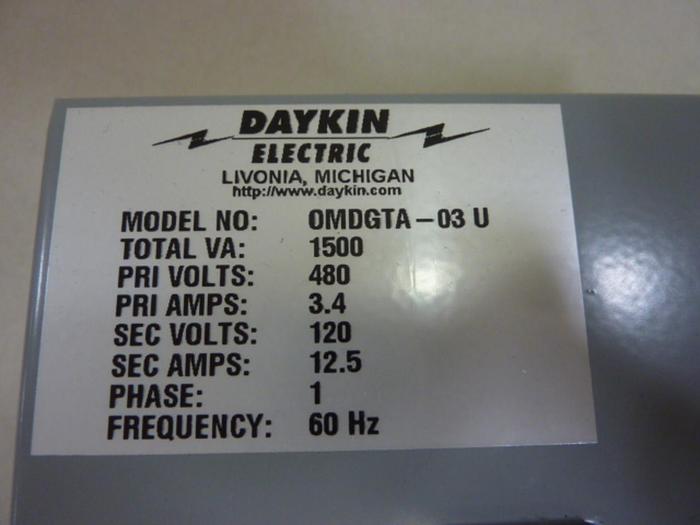 DAYKIN
ELECTRIC
LIVONIA, MICHIGAN
http://www.daykin.com
MODEL NO: OMDGTA-03 U
TOTAL VA: 1500
PRI VOLTS: 480
PRI AMPS: 3.4
SEC VOLTS: 120
SEC AMPS: 12.5
PHASE: 1
FREQUENCY: 60 Hz